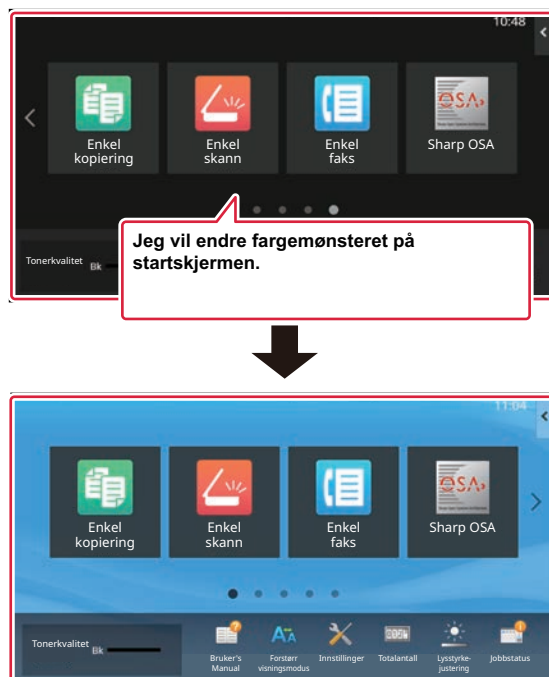 10:48
Enkel
kopiering
Enkel
skann
Enkel
faks
Sharp OSA
Tonerkvalitet
Bk
Jeg vil endre fargemønsteret på
startskjermen.
11:04
Enkel
kopiering
Enkel
skann
Enkel
faks
Sharp OSA
Tonerkvalitet
Bk
Bruker's
Manual
Forstørr
visningsmodus
Innstillinger
Totalantall
Lysstyrke-
justering
Jobbstatus